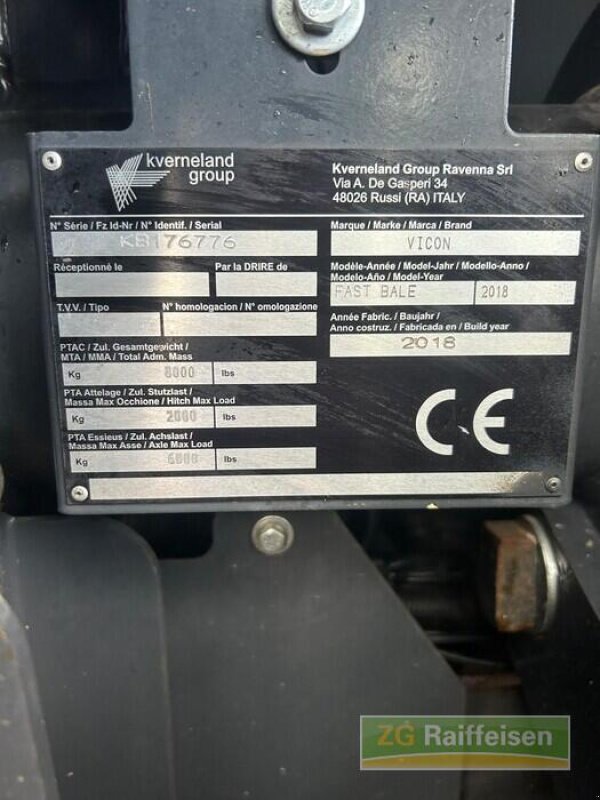 kverneland
group
Kverneland Group Ravenna Srl
Via A. De Gasperi 34
48026 Russi (RA) ITALY
N° Série / Fz Id-Nr / N° Identif. / Serial
KB176776
Marque / Marke / Marca / Brand
VICON
Réceptionné le
Par la DRIRE de
Modèle-Année / Model-Jahr / Modello-Anno /
Modelo-Año / Model-Year
FAST BALE 2018
T.V.V. / Tipo
N° homologacion / N° omologazione
Année Fabric. / Baujahr /
Anno costruz. / Fabricada en / Build year
2018
PTAC / Zul. Gesamtgewicht /
MTA / MMA / Total Adm. Mass
Kg 8000 lbs
PTA Attelage / Zul. Stutzlast /
Massa Max Occhione / Hitch Max Load
Kg 2000 lbs
PTA Essieus / Zul. Achslast /
Massa Max Asse / Axle Max Load
Kg 6000 lbs
CE
ZG Raiffeisen